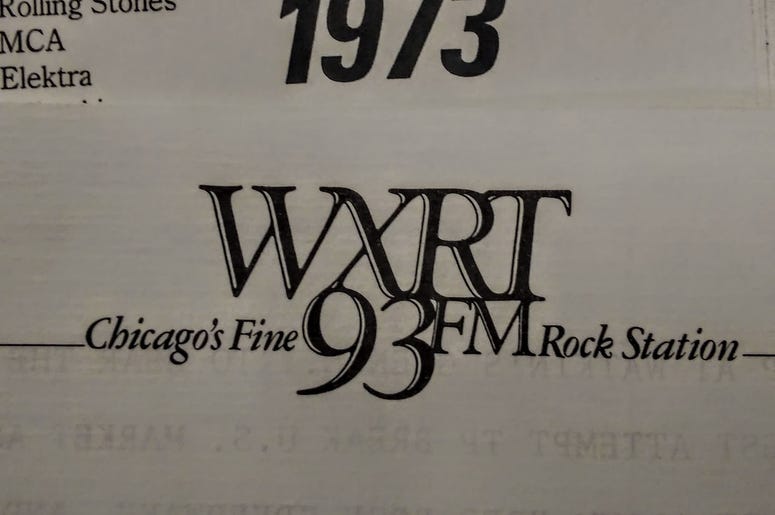 Rolling Stones
MCA
Elektra
1973
WXRT
Chicago's Fine 93FM Rock Station